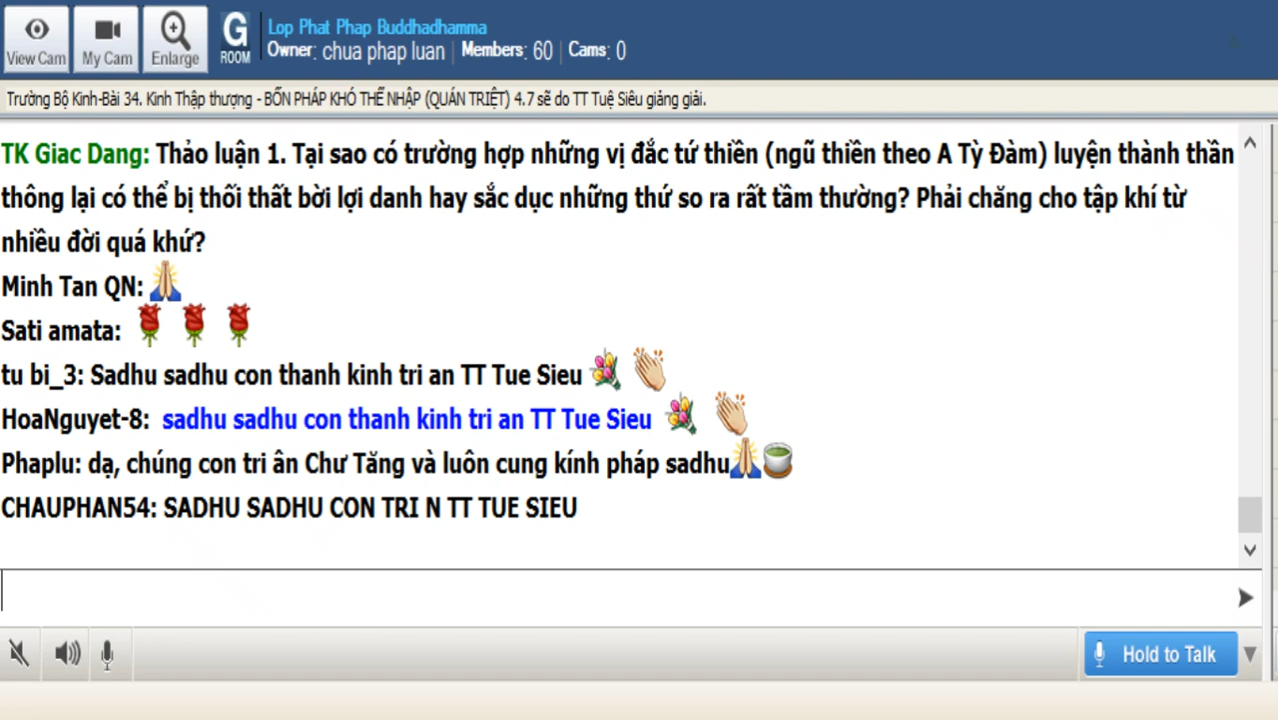 View Cam
My Cam
Enlarge
G
ROOM
Lop Phat Phap Buddhadhamma
Owner: chua phap luan | Members: 60 | Cams: 0
Trường Bộ Kinh-Bài 34. Kinh Thập thượng - BỐN PHÁP KHÓ THỂ NHẬP (QUÁN TRIỆT) 4.7 sẽ do TT Tuệ Siêu giảng giải.
TK Giac Dang: Thảo luận 1. Tại sao có trường hợp những vị đắc tứ thiền (ngũ thiền theo A Tỳ Đàm) luyện thành thần
thông lại có thể bị thối thất bời lợi danh hay sắc dục những thứ so ra rất tầm thường? Phải chăng cho tập khí từ
nhiều đời quá khứ?
Minh Tan QN:
Sati amata:
tu bi_3: Sadhu sadhu con thanh kinh tri an TT Tue Sieu
HoaNguyet-8: sadhu sadhu con thanh kinh tri an TT Tue Sieu
Phaplu: dạ, chúng con tri ân Chư Tăng và luôn cung kính pháp sadhu
CHAUPHAN54: SADHU SADHU CON TRI N TT TUE SIEU
Hold to Talk